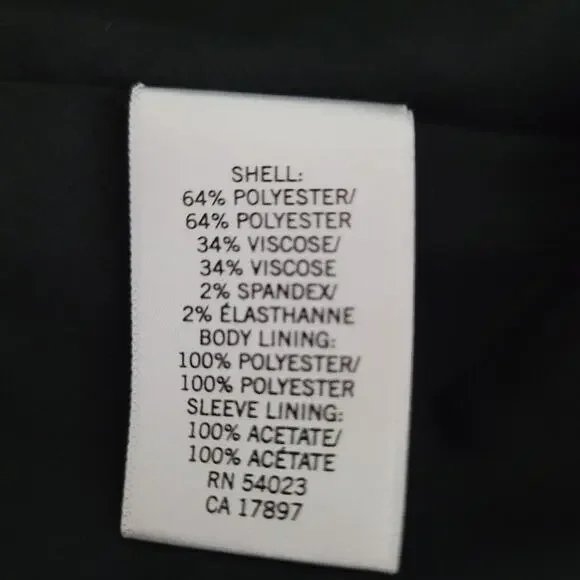 SHELL:
64% POLYESTER/
64% POLYESTER
34% VISCOSE/
34% VISCOSE
2% SPANDEX/
2% ÉLASTHANNE
BODY LINING:
100% POLYESTER/
100% POLYESTER
SLEEVE LINING:
100% ACETATE/
100% ACÉTATE
RN 54023
CA 17897